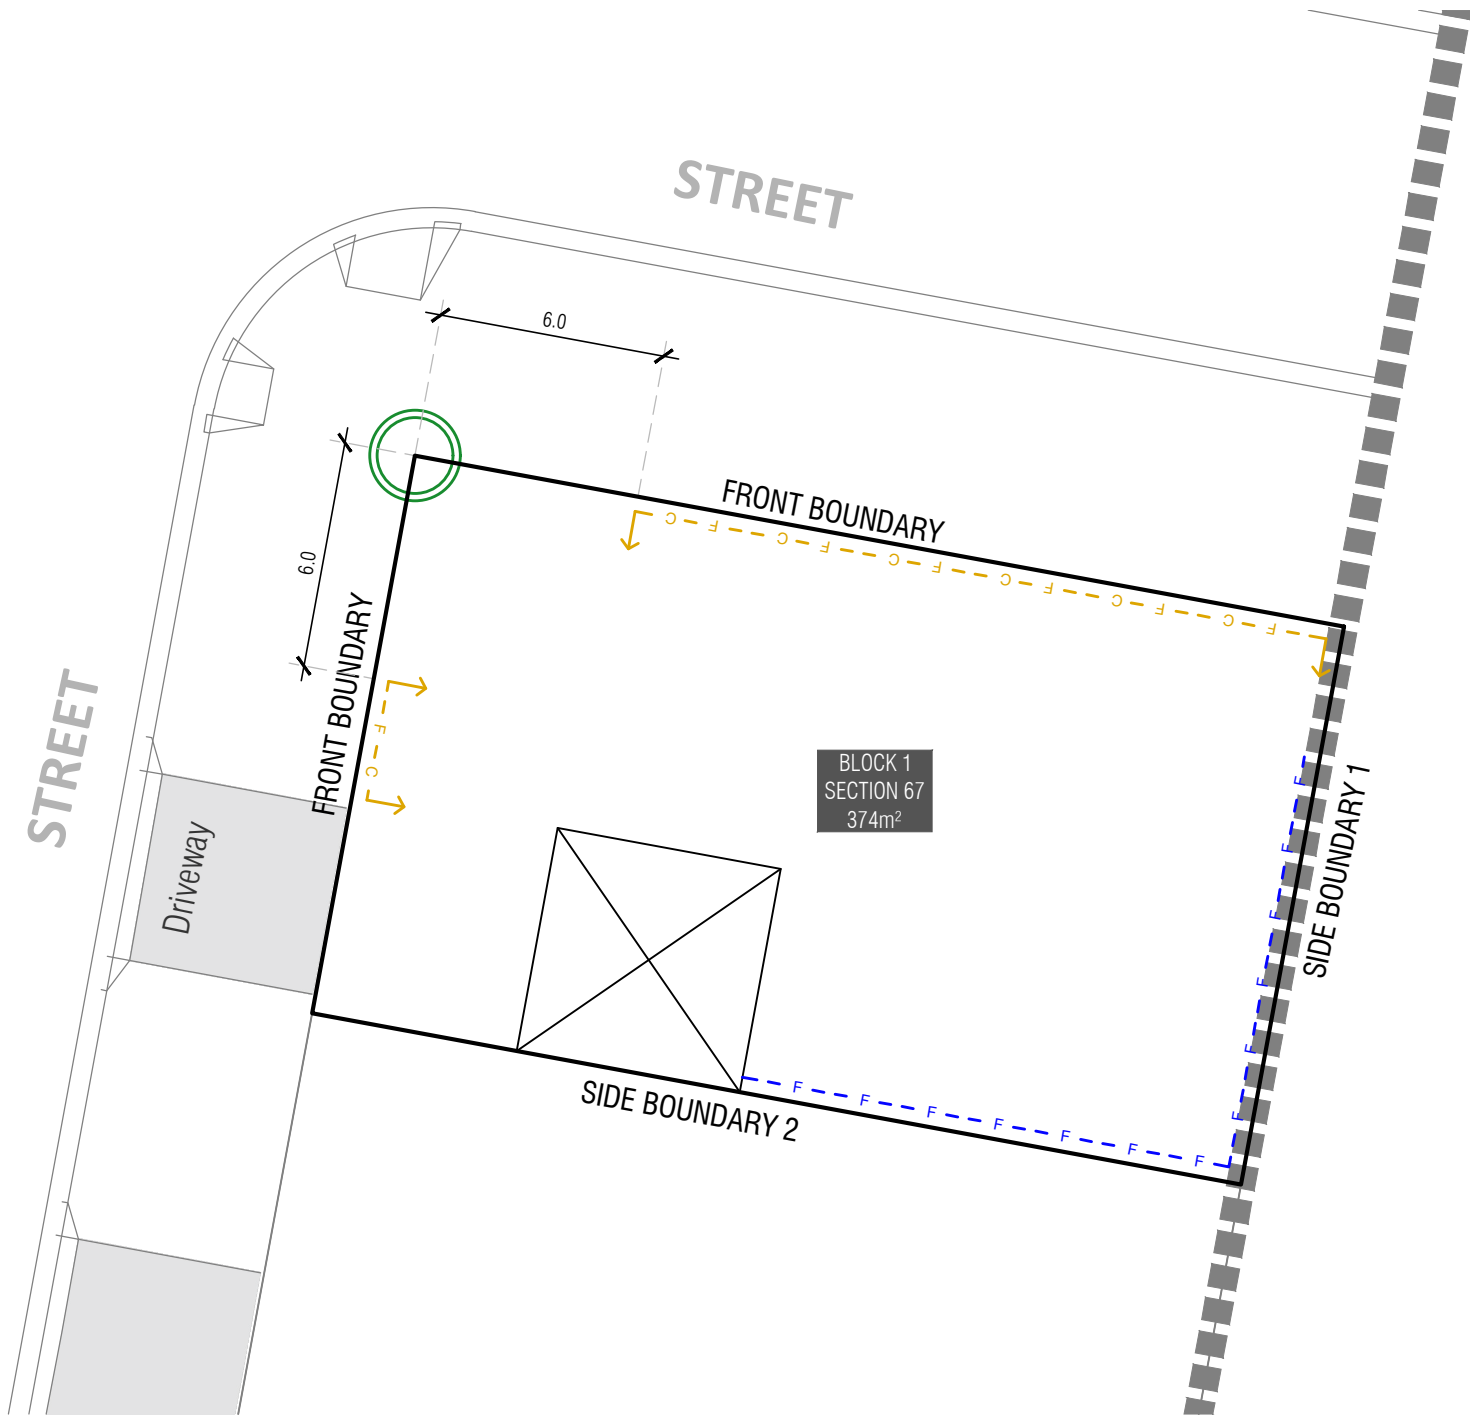 STREET
6.0
FRONT BOUNDARY
C F C F C F C F C F C F
6.0
FRONT BOUNDARY
F C
STREET
BLOCK 1
SECTION 67
374m²
Driveway
SIDE BOUNDARY 1
F F F F F F
SIDE BOUNDARY 2
F F F F F F F